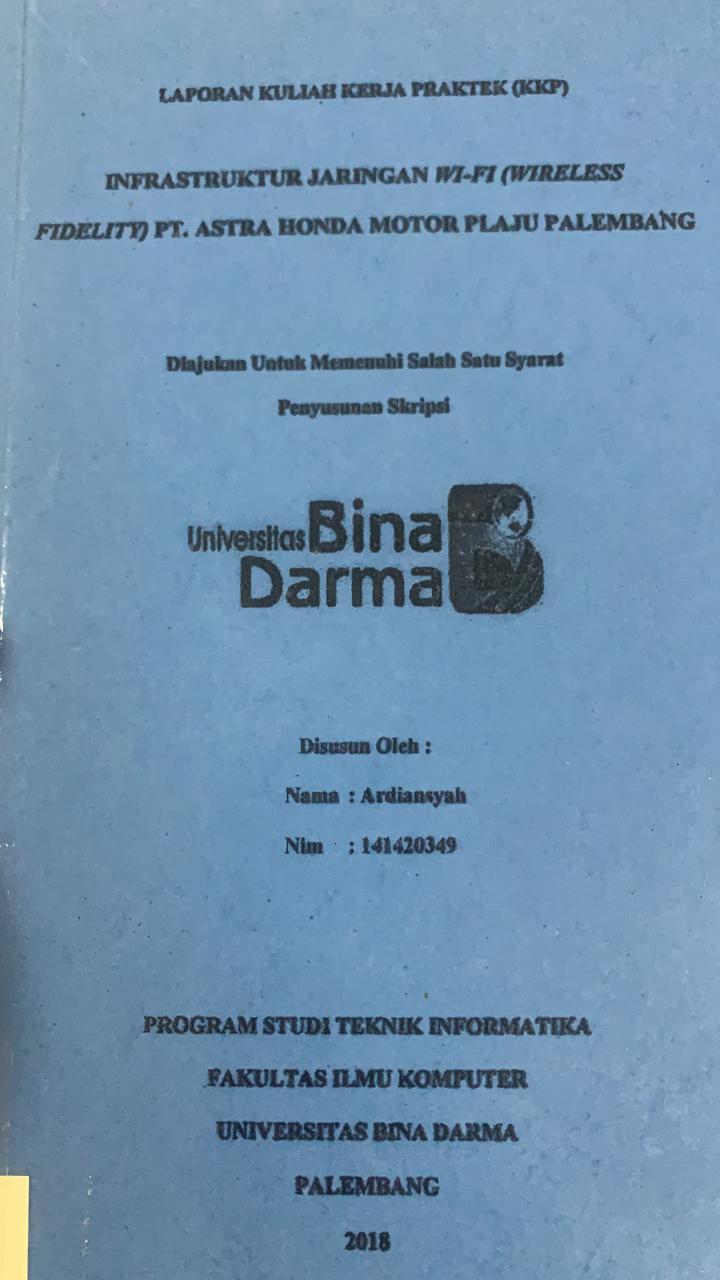 LAPORAN KULIAH KERJA PRAKTEK (KKP)
INFRASTRUKTUR JARINGAN WI-FI (WIRELESS
FIDELITY) PT. ASTRA HONDA MOTOR PLAJU PALEMBANG
Diajukan Untuk Memenuhi Salah Satu Syarat
Penyusunan Skripsi
Universitas Bina
Darma
Disusun Oleh :
Nama : Ardiansyah
Nim : 141420349
PROGRAM STUDI TEKNIK INFORMATIKA
FAKULTAS ILMU KOMPUTER
UNIVERSITAS BINA DARMA
PALEMBANG
2018